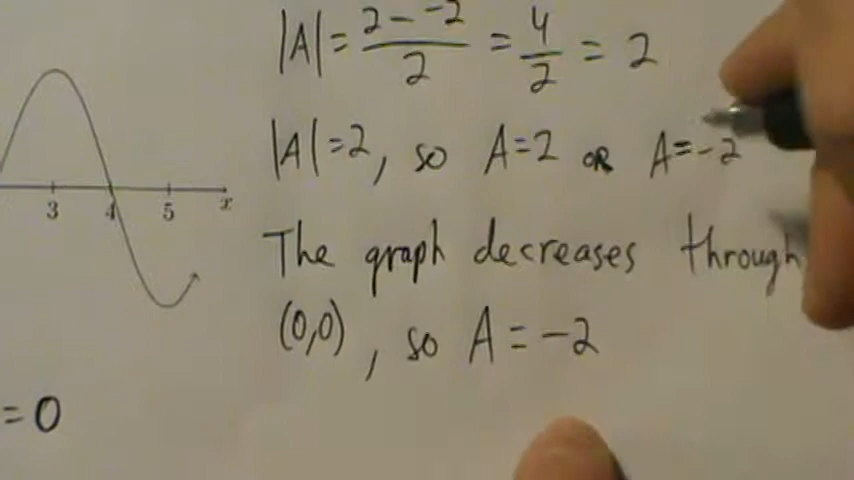 |A| = 2 - -2 / 2 = 4 / 2 = 2
|A| = 2, so A = 2 OR A = -2
The graph decreases through
(0,0), so A = -2
3 4 5 x
= 0